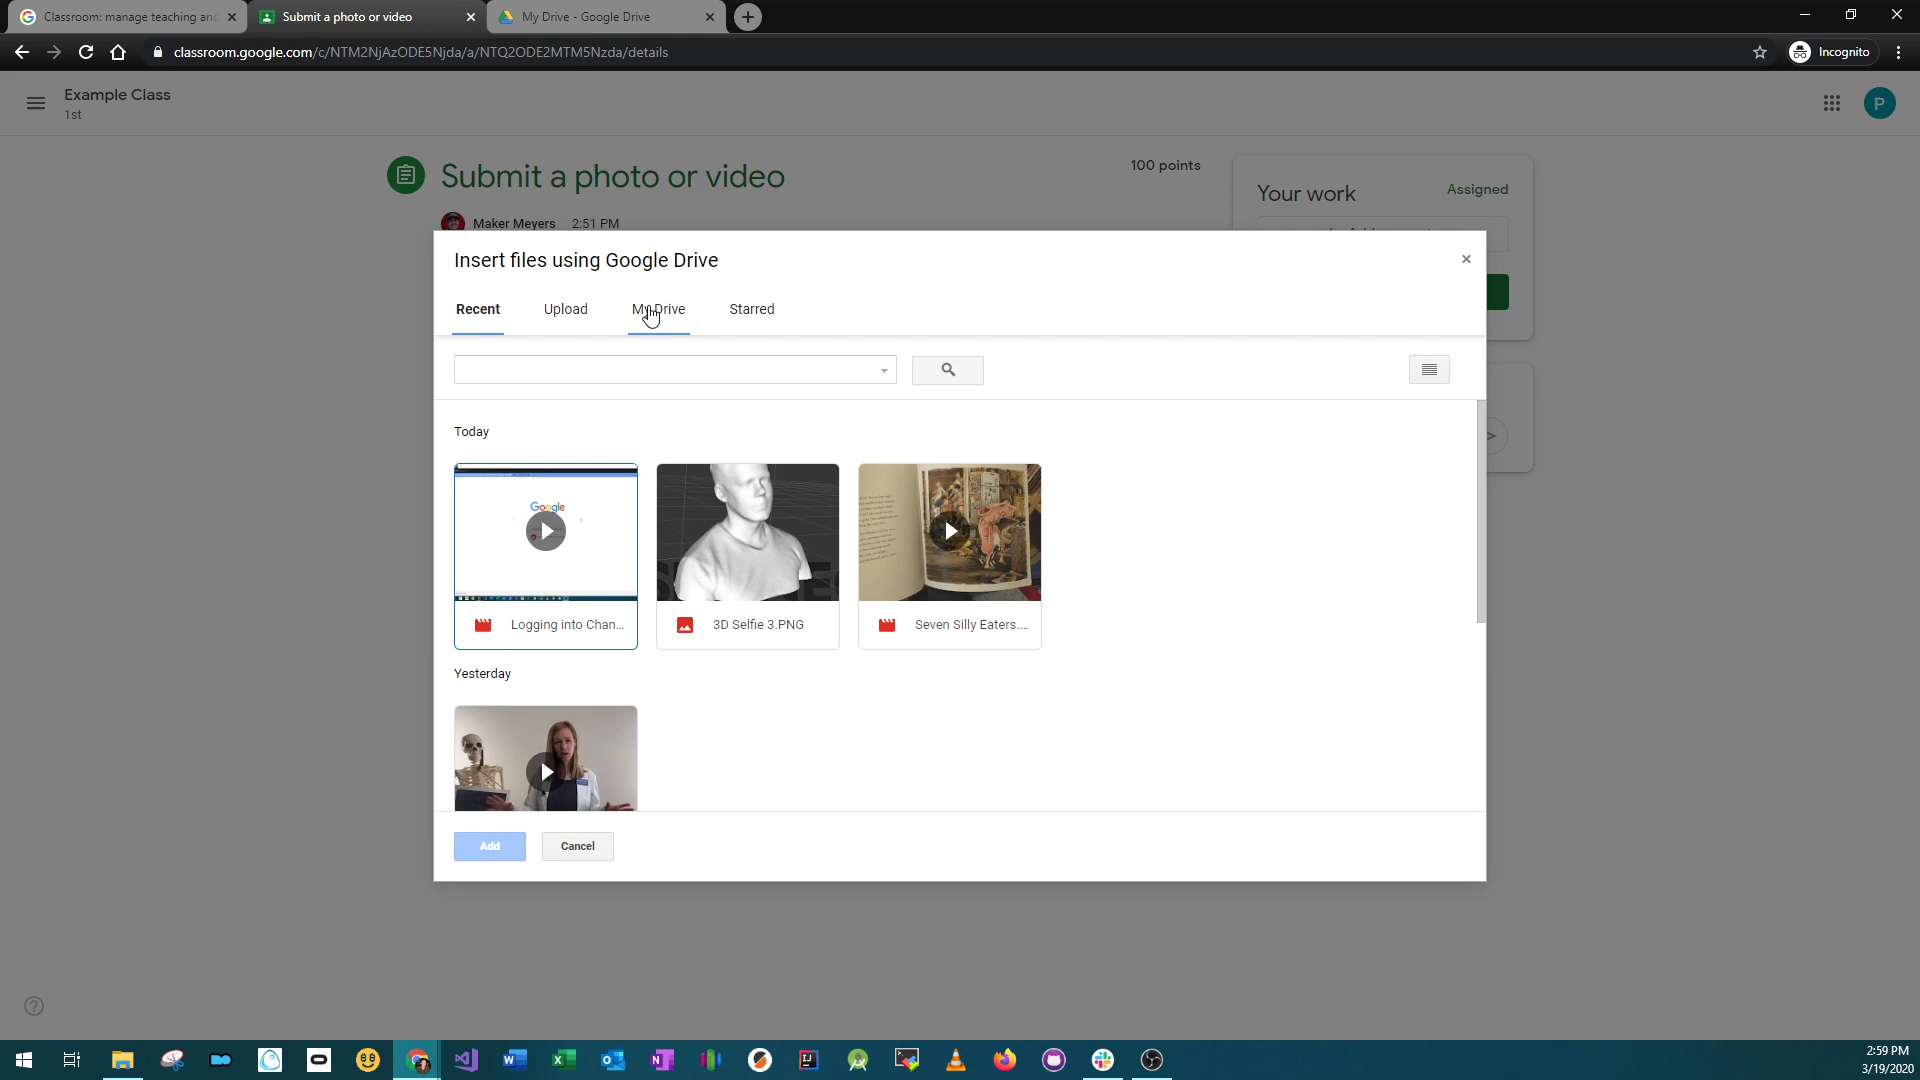 Classroom: manage teaching an
Submit a photo or video
My Drive - Google Drive
classroom.google.com/c/NTM2NjAzODE5Njda/a/NTQ2ODE2MTM5Nzda/details
Incognito
Example Class
1st
P
Submit a photo or video
100 points
Maker Meyers 2:51 PM
Your work
Assigned
Insert files using Google Drive
Recent
Upload
My Drive
Starred
Today
Google
Logging into Chan...
3D Selfie 3.PNG
Seven Silly Eaters....
Yesterday
Add
Cancel
2:59 PM
3/19/2020